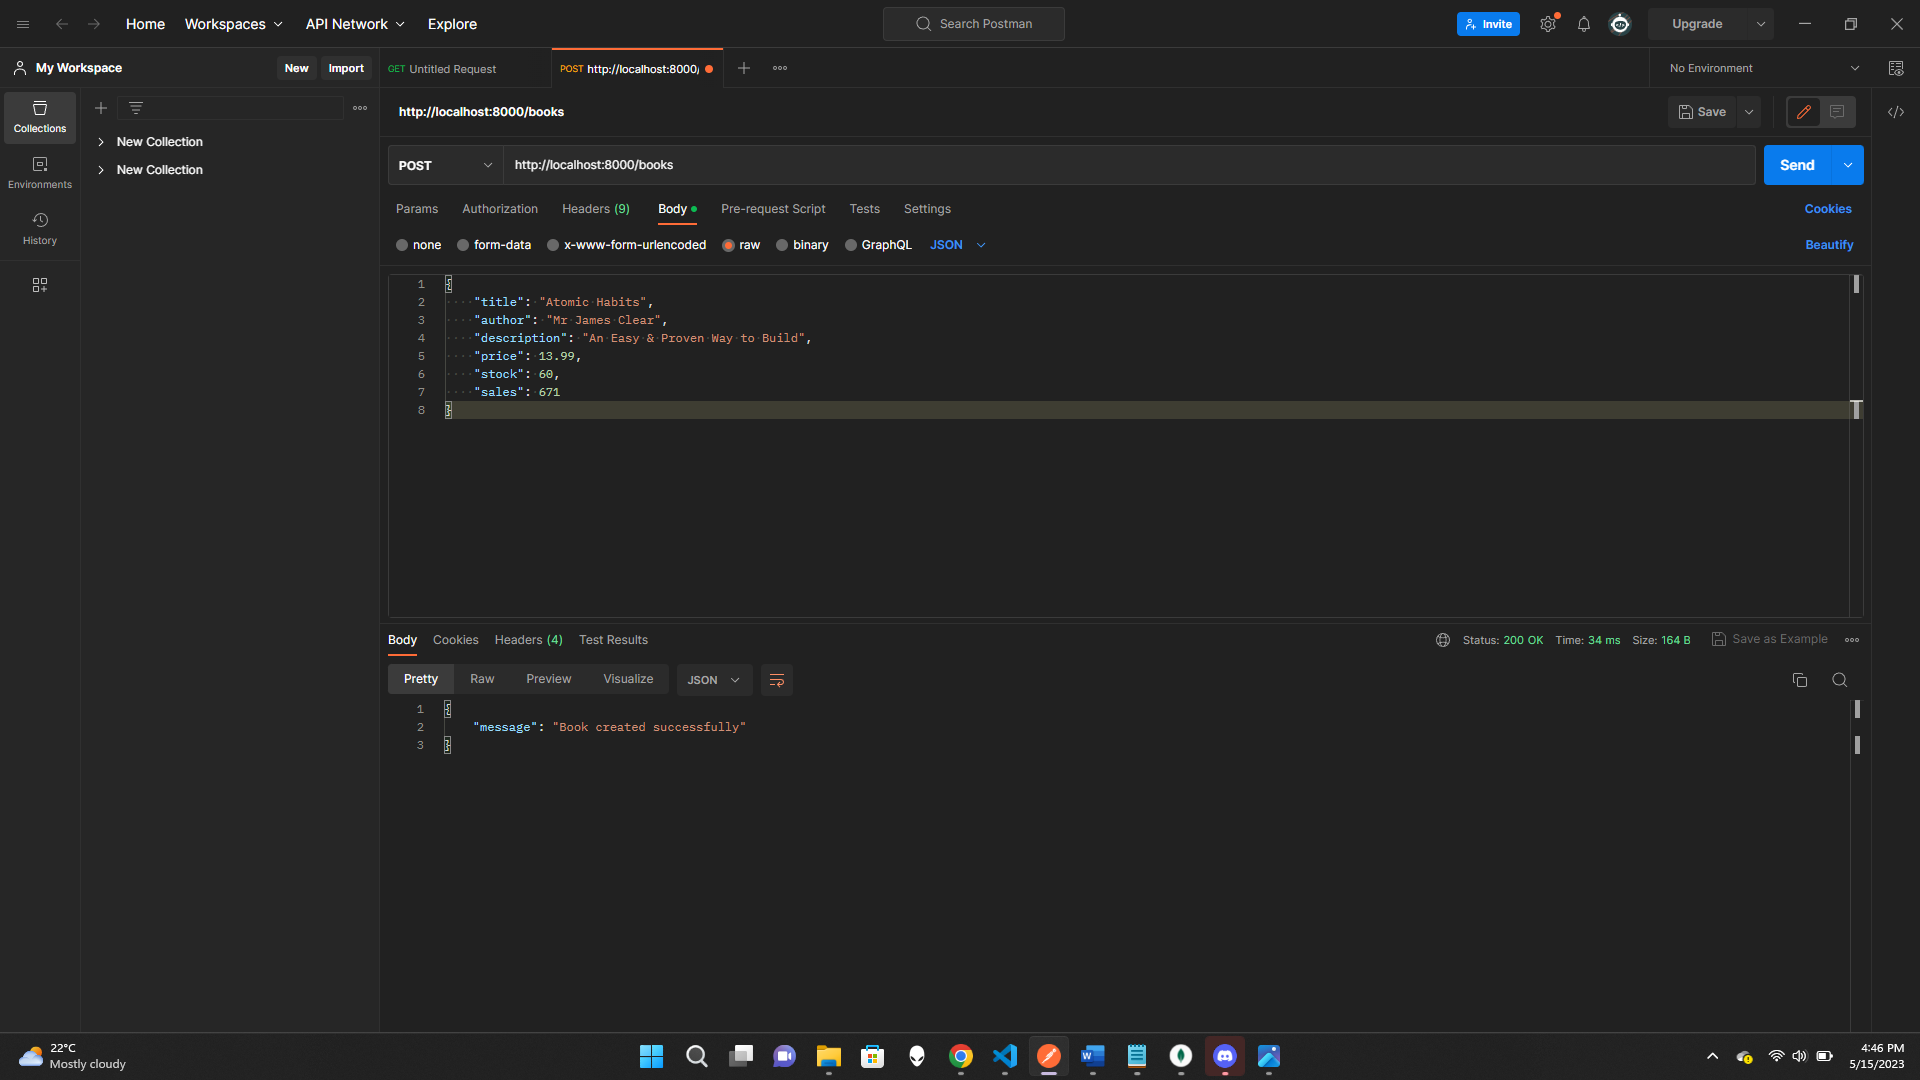 Home Workspaces API Network Explore Search Postman Invite Upgrade
My Workspace New Import GET Untitled Request POST http://localhost:8000/ No Environment
Collections
Environments
History
New Collection
New Collection
http://localhost:8000/books Save
POST http://localhost:8000/books Send
Params Authorization Headers (9) Body Pre-request Script Tests Settings Cookies
none form-data x-www-form-urlencoded raw binary GraphQL JSON Beautify
1 {
2 "title": "Atomic Habits",
3 "author": "Mr James Clear",
4 "description": "An Easy & Proven Way to Build",
5 "price": 13.99,
6 "stock": 60,
7 "sales": 671
8 }
Body Cookies Headers (4) Test Results Status: 200 OK Time: 34 ms Size: 164 B Save as Example
Pretty Raw Preview Visualize JSON
1 {
2 "message": "Book created successfully"
3 }
22°C
Mostly cloudy
4:46 PM
5/15/2023